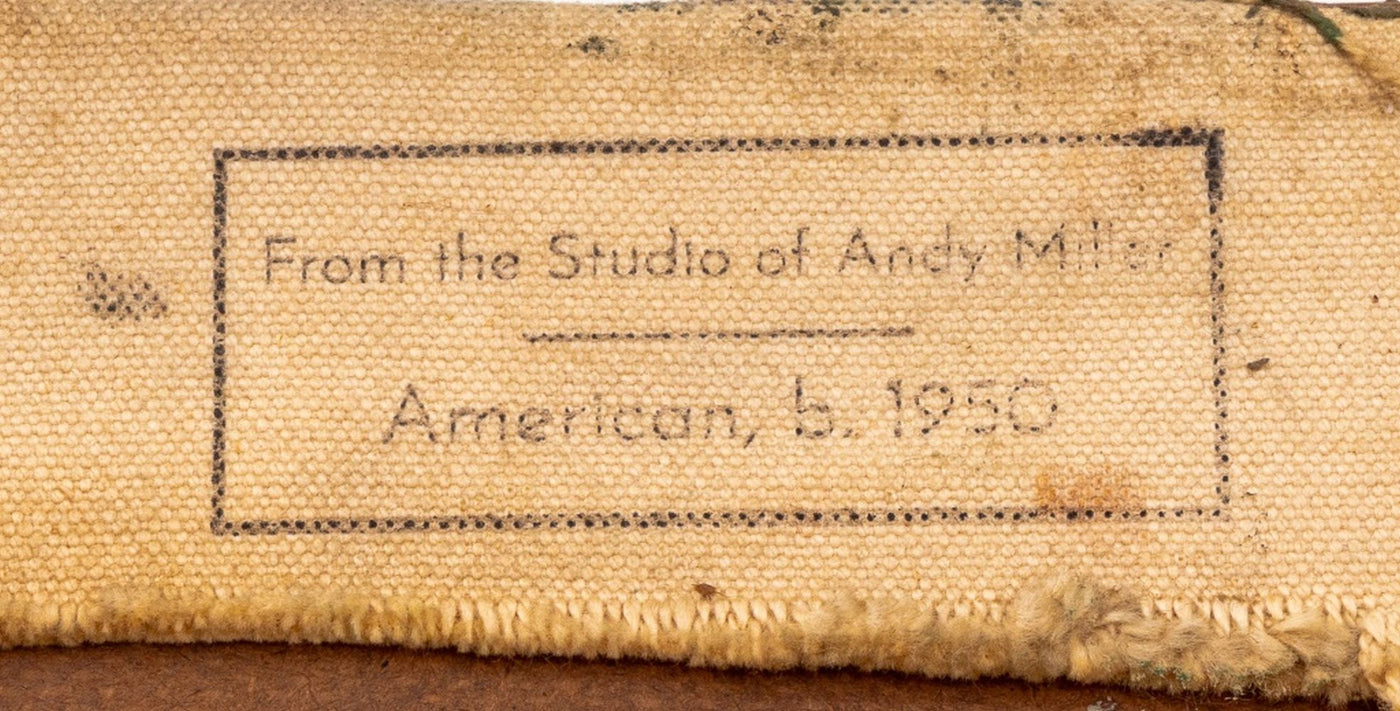 From the Studio of Andy Miller
American, b. 1950